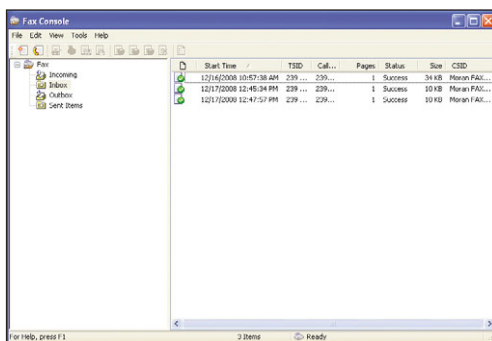 Fax Console
File Edit View Tools Help
Fax
Incoming
Inbox
Outbox
Sent Items
Start Time / TSID Call... Pages Status Size CSID
12/16/2008 10:57:38 AM 239 ... 239... 1 Success 34 KB Moran FAX...
12/17/2008 12:45:34 PM 239 ... 239... 1 Success 10 KB Moran FAX...
12/17/2008 12:47:57 PM 239 ... 239... 1 Success 10 KB Moran FAX...
For Help, press F1 3 Items Ready